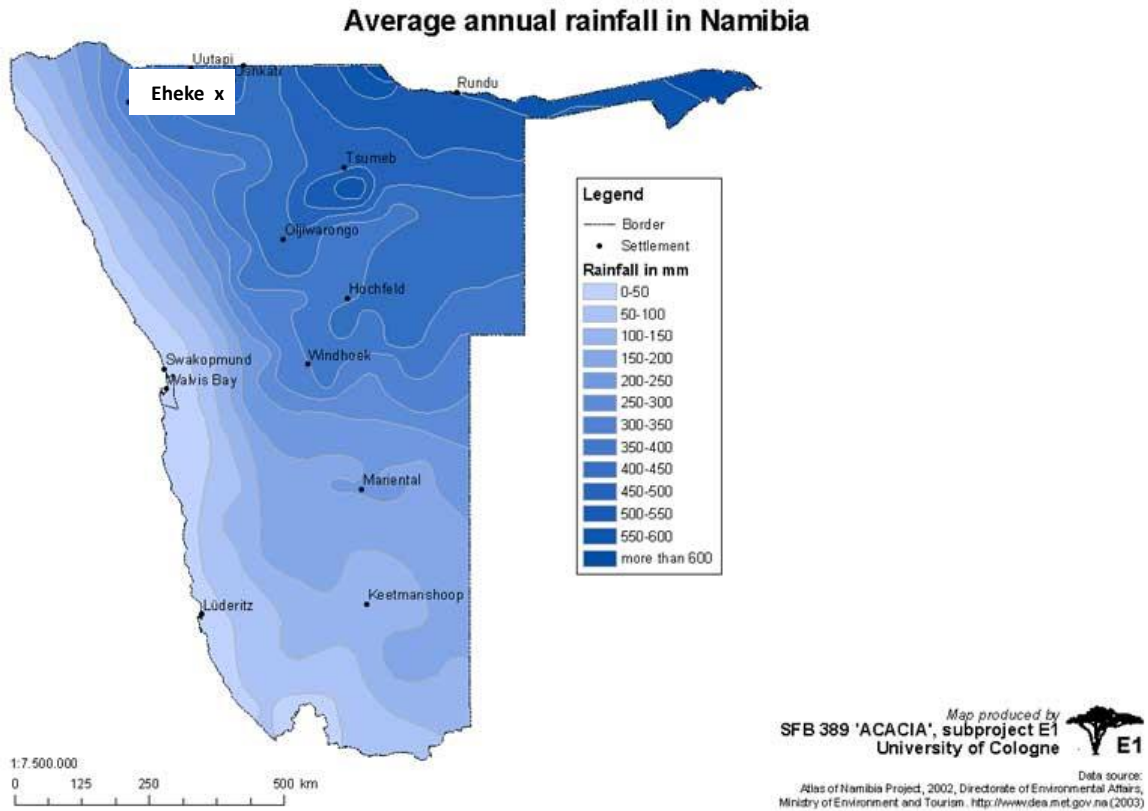 Average annual rainfall in Namibia
Uutapi
Eheke x
Rundu
Tsumeb
Otjiwarongo
Hochfeld
Windhoek
Swakopmund
Walvis Bay
Mariental
Keetmanshoop
Lüderitz
Legend
Border
Settlement
Rainfall in mm
0-50
50-100
100-150
150-200
200-250
250-300
300-350
350-400
400-450
450-500
500-550
550-600
more than 600
1:7.500.000
0 125 250 500 km
Map produced by
SFB 389 'ACACIA', subproject E1
University of Cologne
E1
Data source:
Atlas of Namibia Project, 2002, Directorate of Environmental Affairs
Ministry of Environment and Tourism. http://www.dea.met.gov.na (2003)